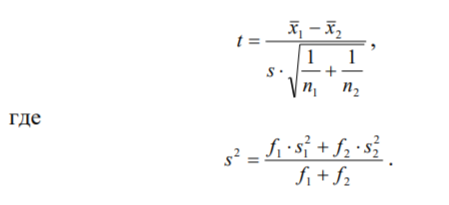 t = (x̄₁ − x̄₂) / (s · √(1/n₁ + 1/n₂)) ,
где
s² = (f₁ · s₁² + f₂ · s₂²) / (f₁ + f₂) .